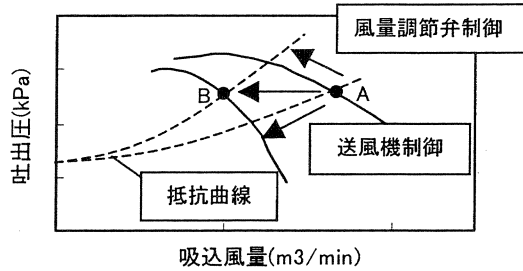 風量調節弁制御
B
A
送風機制御
抵抗曲線
吐出圧(kPa)
吸込風量(m3/min)